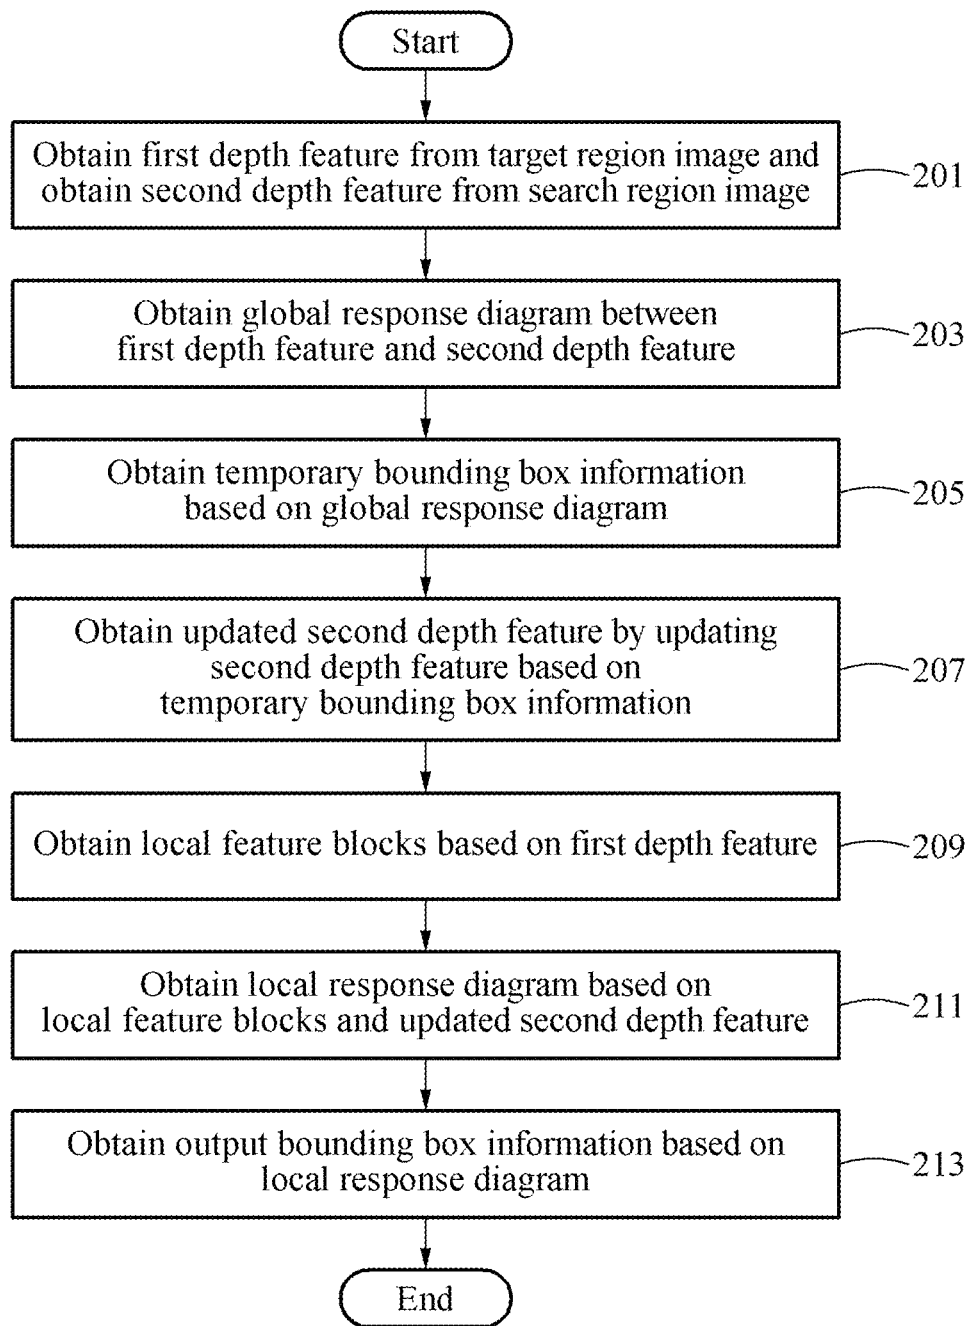 Start
Obtain first depth feature from target region image and
obtain second depth feature from search region image
201
Obtain global response diagram between
first depth feature and second depth feature
203
Obtain temporary bounding box information
based on global response diagram
205
Obtain updated second depth feature by updating
second depth feature based on
temporary bounding box information
207
Obtain local feature blocks based on first depth feature
209
Obtain local response diagram based on
local feature blocks and updated second depth feature
211
Obtain output bounding box information based on
local response diagram
213
End